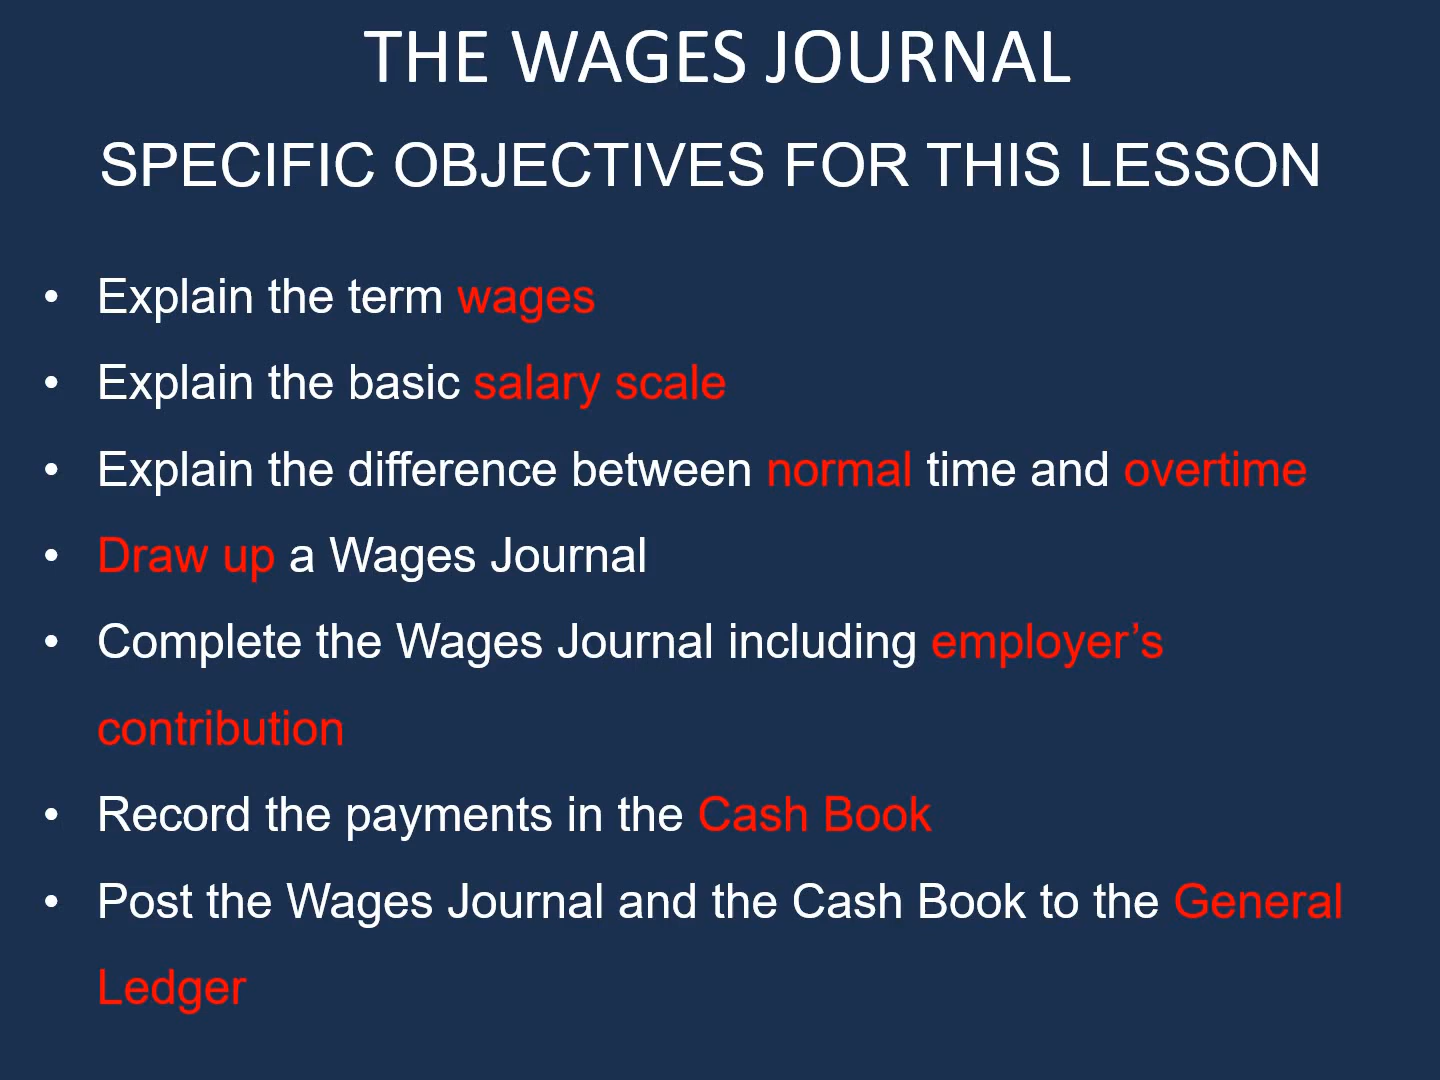 THE WAGES JOURNAL
SPECIFIC OBJECTIVES FOR THIS LESSON
• Explain the term wages
• Explain the basic salary scale
• Explain the difference between normal time and overtime
• Draw up a Wages Journal
• Complete the Wages Journal including employer’s
contribution
• Record the payments in the Cash Book
• Post the Wages Journal and the Cash Book to the General
Ledger